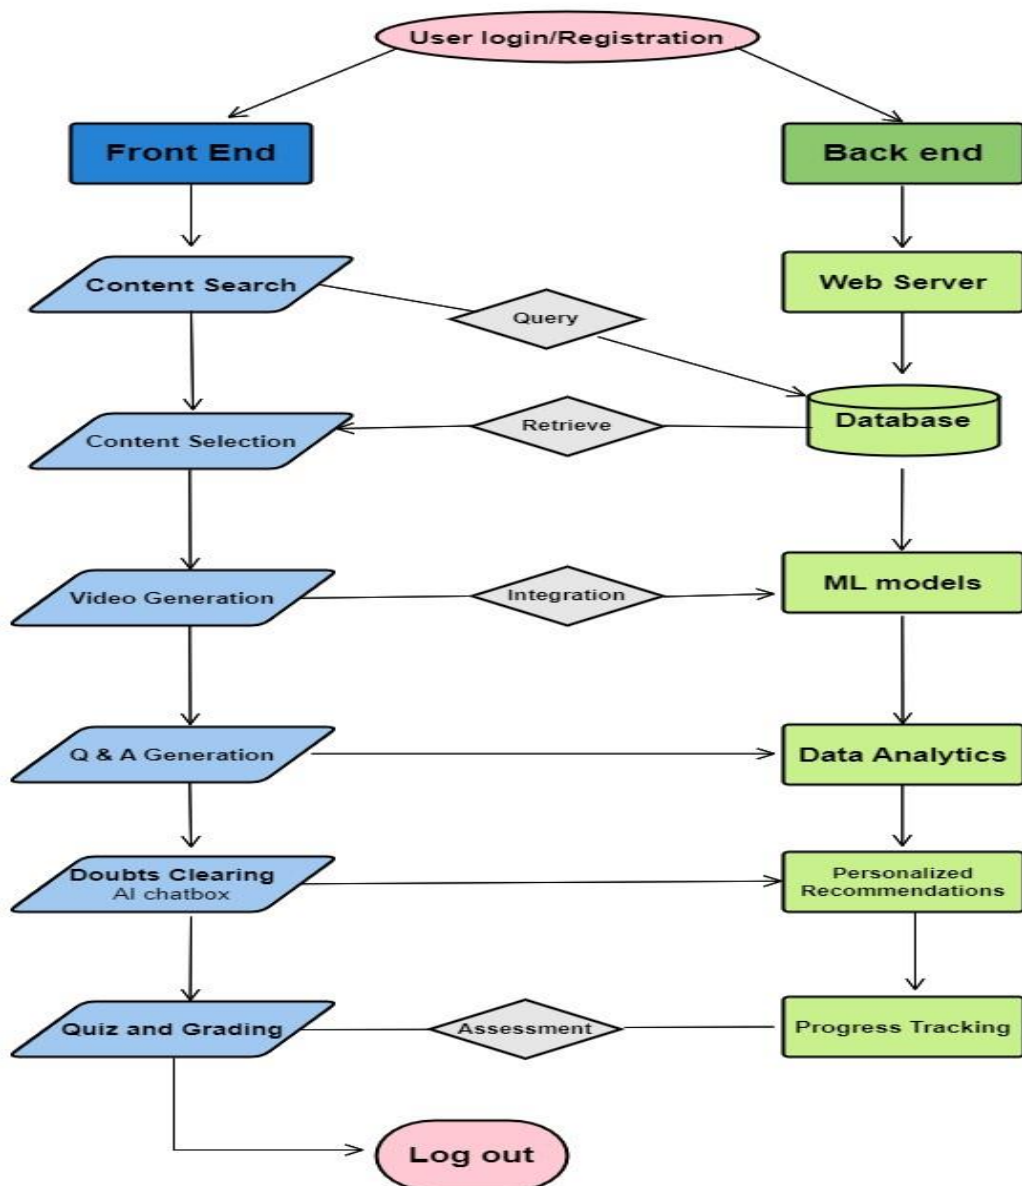 User login/Registration
Front End
Back end
Content Search
Web Server
Query
Database
Retrieve
Content Selection
Video Generation
Integration
ML models
Q & A Generation
Data Analytics
Doubts Clearing
AI chatbox
Personalized
Recommendations
Quiz and Grading
Assessment
Progress Tracking
Log out